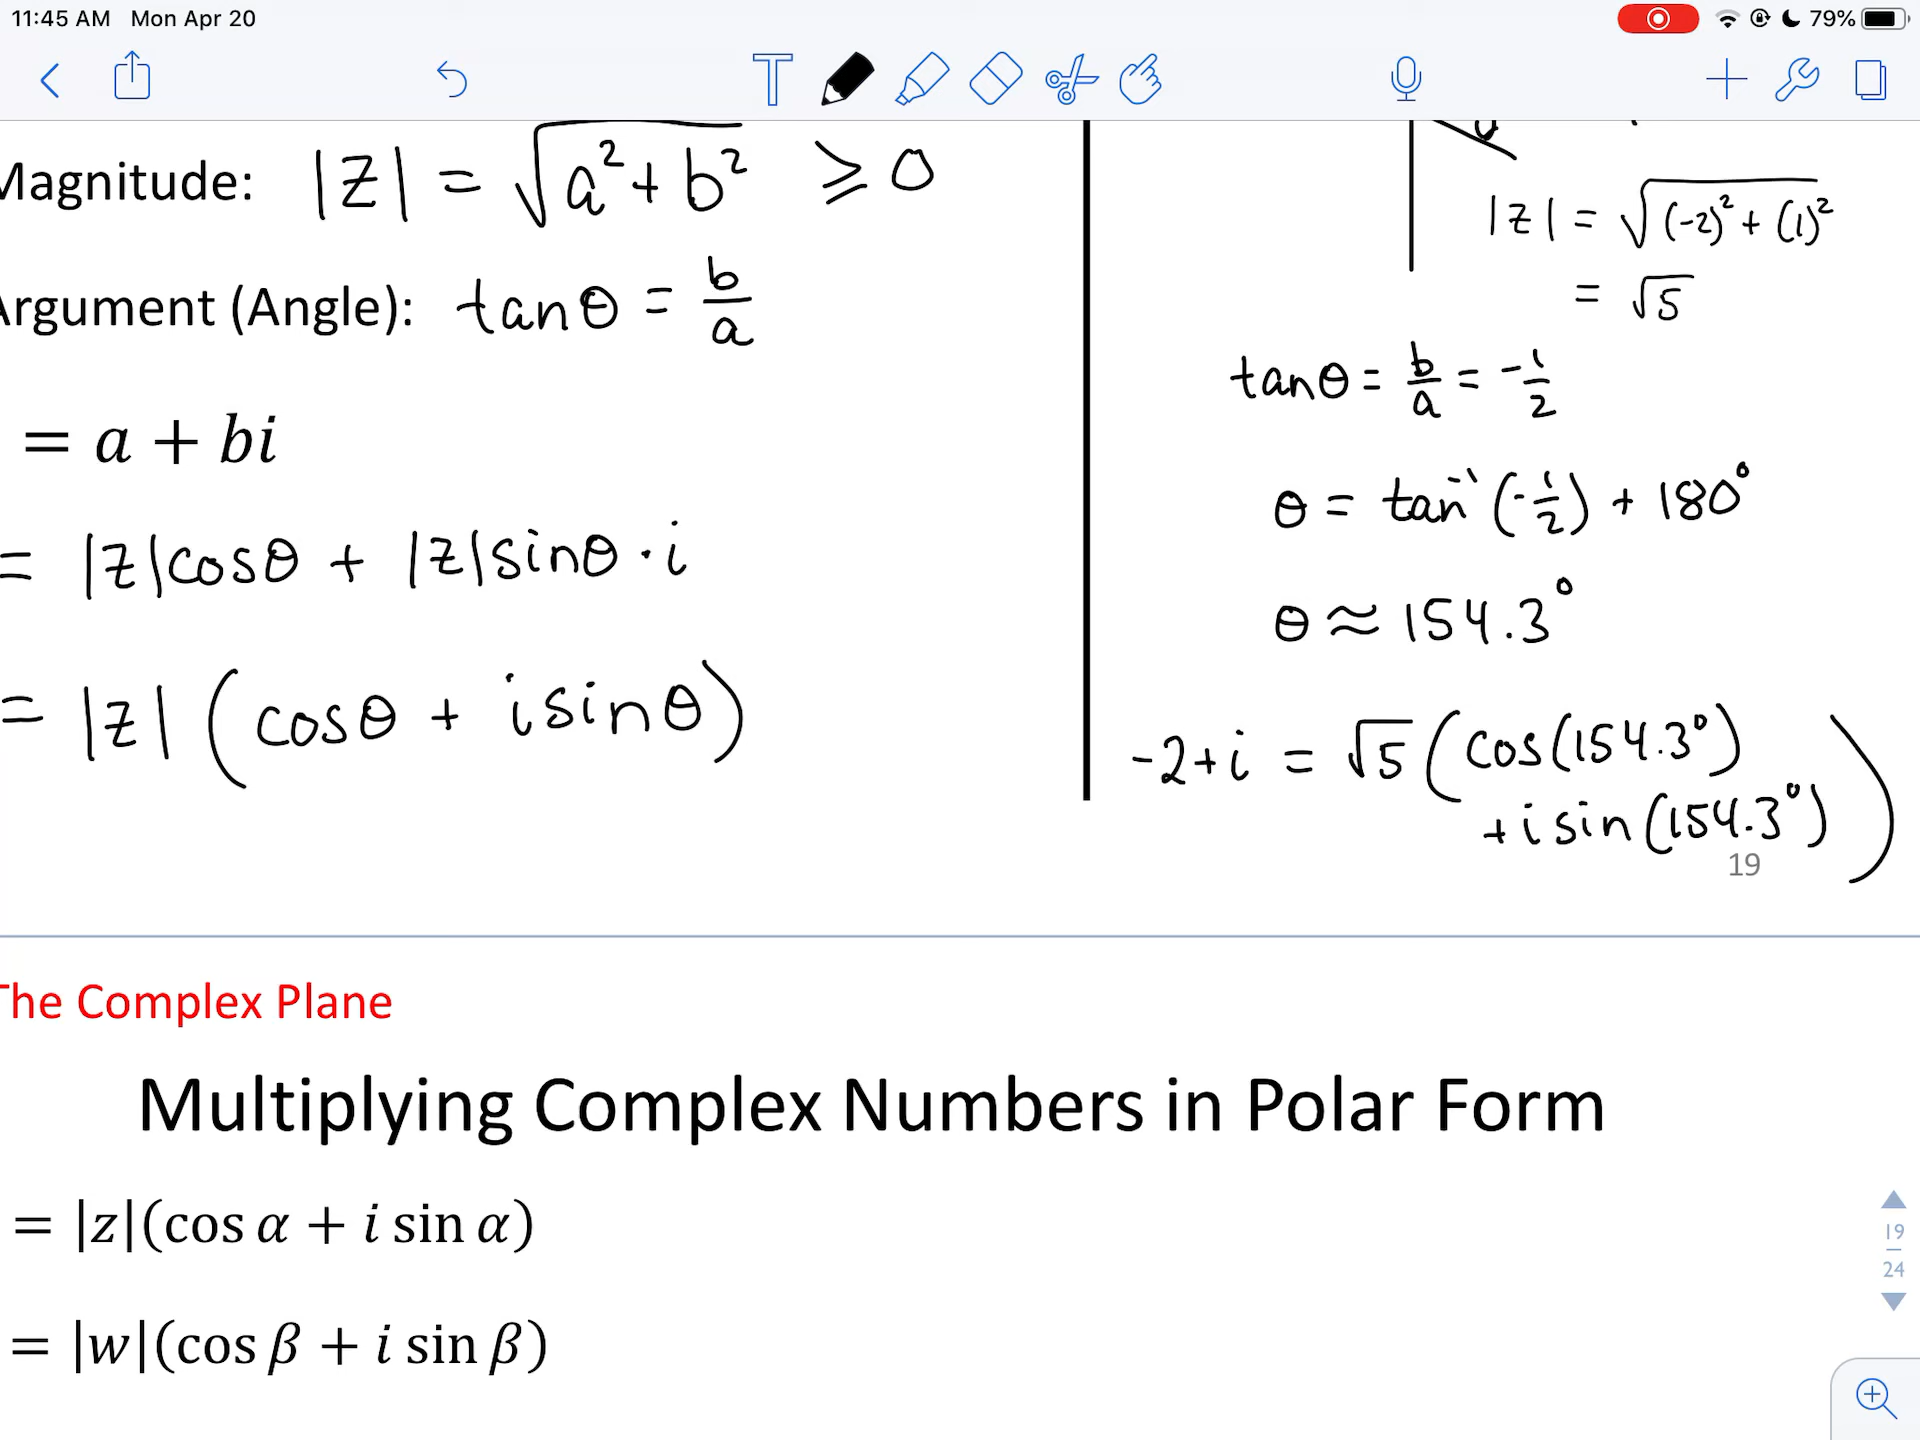 11:45 AM Mon Apr 20
79%
T
Magnitude: |z| = √(a² + b²) ⩾ 0
Argument (Angle): tanθ = b/a
= a + bi
= |z|cosθ + |z|sinθ · i
= |z| (cosθ + isinθ)
|z| = √((-2)² + (1)²)
= √5
tanθ = b/a = -1/2
θ = tan⁻¹(-1/2) + 180°
θ ≈ 154.3°
-2+i = √5 (cos(154.3°)
+ i sin(154.3°))
19
The Complex Plane
Multiplying Complex Numbers in Polar Form
= |z|(cos α + i sin α)
= |w|(cos β + i sin β)
19
24